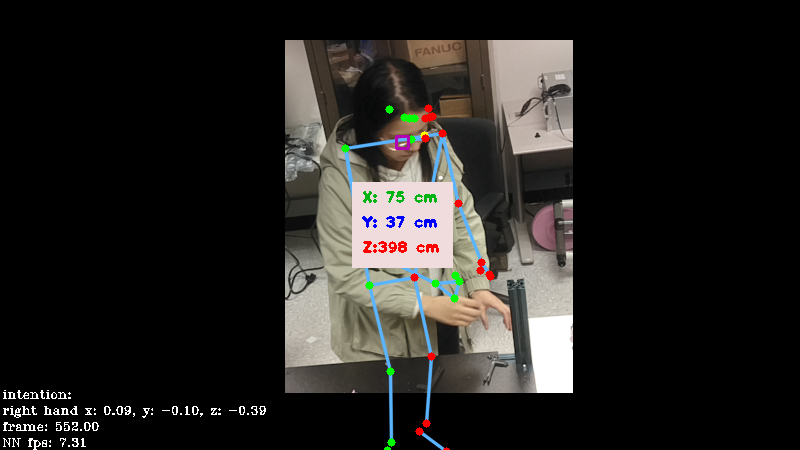 FANUC
X: 75 cm
Y: 37 cm
Z:398 cm
intention:
right hand x: 0.09, y: -0.10, z: -0.39
frame: 552.00
NN fps: 7.31